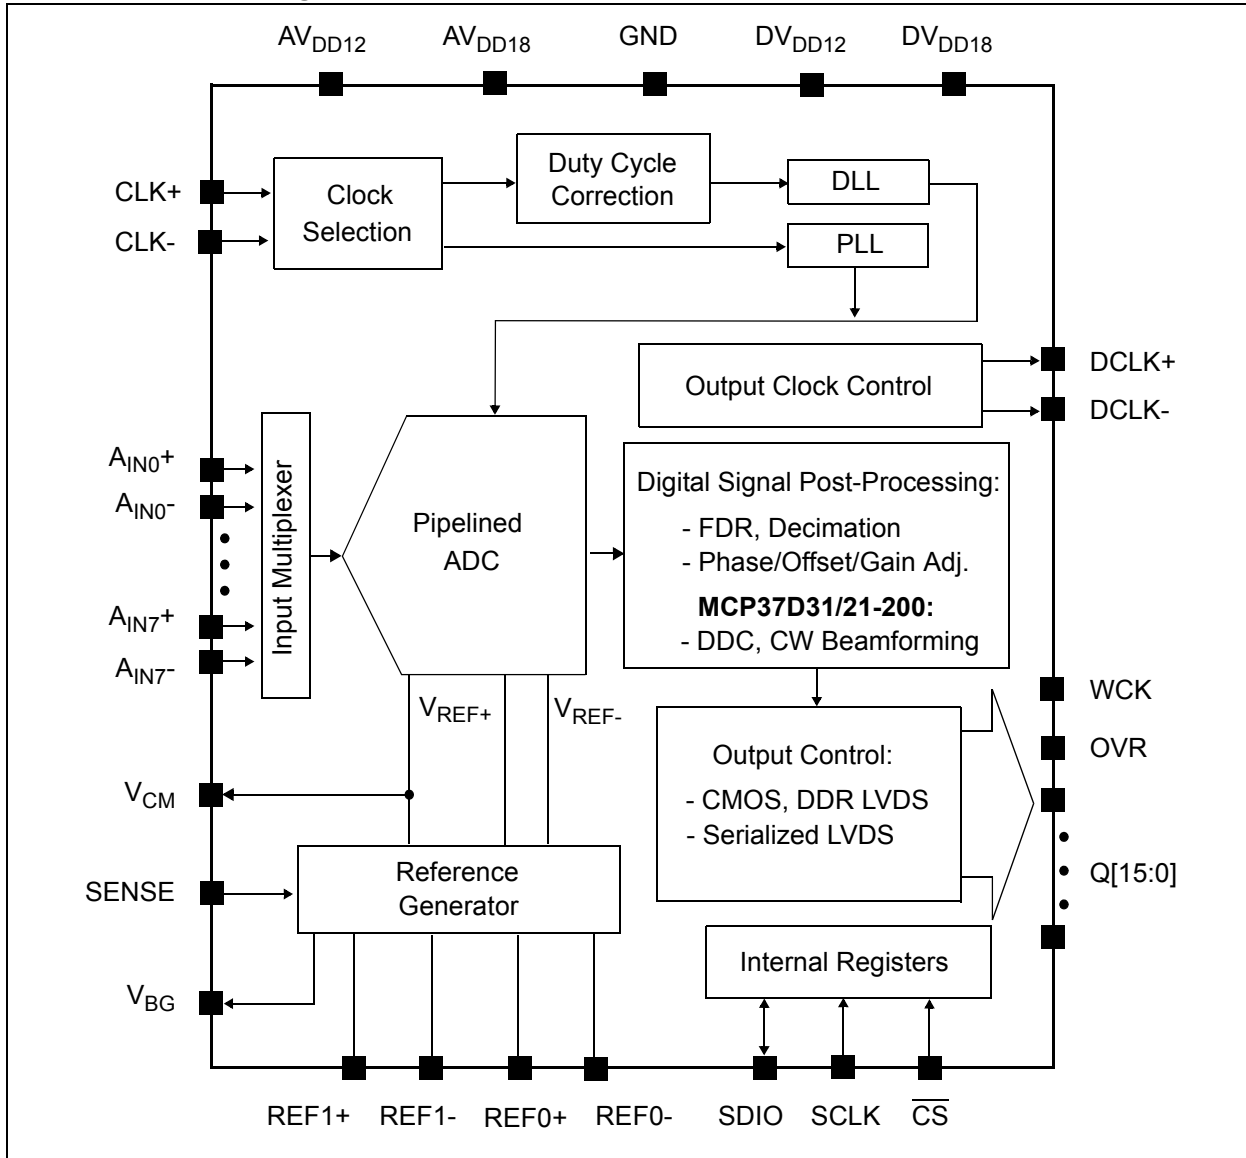 AVDD12 AVDD18 GND DVDD12 DVDD18
CLK+
CLK-
Clock
Selection
Duty Cycle
Correction
DLL
PLL
Output Clock Control
DCLK+
DCLK-
AIN0+
AIN0-
AIN7+
AIN7-
Input Multiplexer
Pipelined
ADC
Digital Signal Post-Processing:
- FDR, Decimation
- Phase/Offset/Gain Adj.
MCP37D31/21-200:
- DDC, CW Beamforming
VREF+
VREF-
Output Control:
- CMOS, DDR LVDS
- Serialized LVDS
WCK
OVR
Q[15:0]
VCM
SENSE
VBG
Reference
Generator
Internal Registers
REF1+ REF1- REF0+ REF0- SDIO SCLK C̅S̅